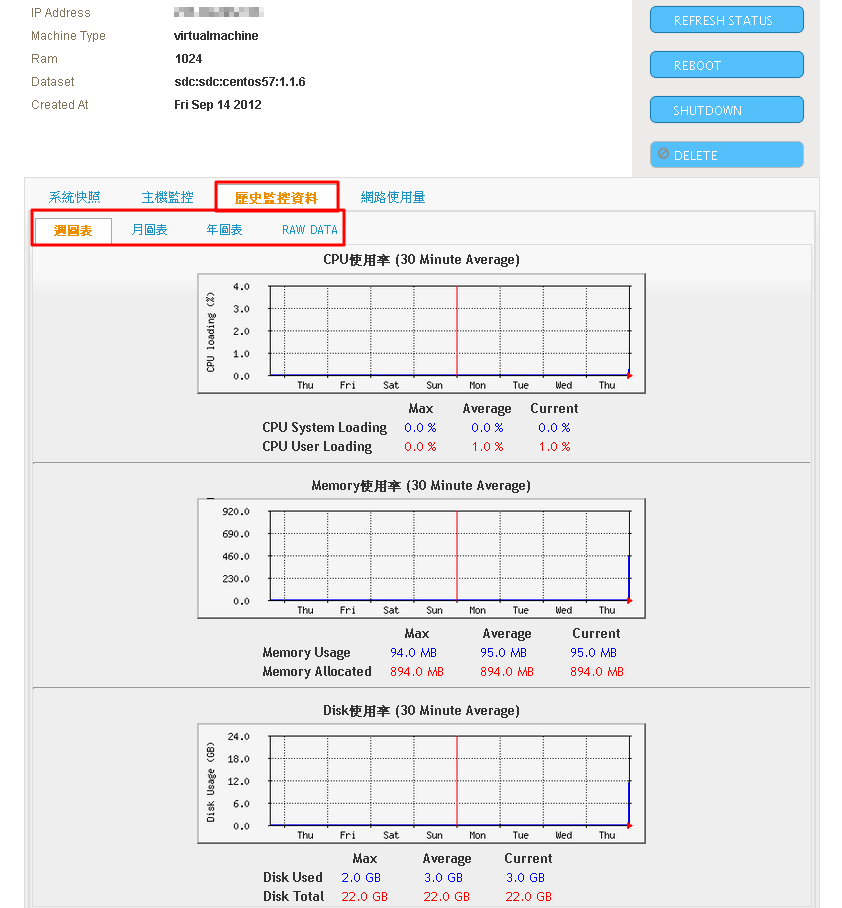 IP Address
Machine Type virtualmachine
Ram 1024
Dataset sdc:sdc:centos57:1.1.6
Created At Fri Sep 14 2012
REFRESH STATUS
REBOOT
SHUTDOWN
DELETE
系統快照 主機監控 歷史監控資料 網路使用量
週圖表 月圖表 年圖表 RAW DATA
CPU使用率 (30 Minute Average)
CPU loading (%)
4.0
3.0
2.0
1.0
0.0
Thu Fri Sat Sun Mon Tue Wed Thu
Max Average Current
CPU System Loading 0.0 % 0.0 % 0.0 %
CPU User Loading 0.0 % 1.0 % 1.0 %
Memory使用率 (30 Minute Average)
920.0
690.0
460.0
230.0
0.0
Thu Fri Sat Sun Mon Tue Wed Thu
Max Average Current
Memory Usage 94.0 MB 95.0 MB 95.0 MB
Memory Allocated 894.0 MB 894.0 MB 894.0 MB
Disk使用率 (30 Minute Average)
Disk Usage (GB)
24.0
18.0
12.0
6.0
0.0
Thu Fri Sat Sun Mon Tue Wed Thu
Max Average Current
Disk Used 2.0 GB 3.0 GB 3.0 GB
Disk Total 22.0 GB 22.0 GB 22.0 GB